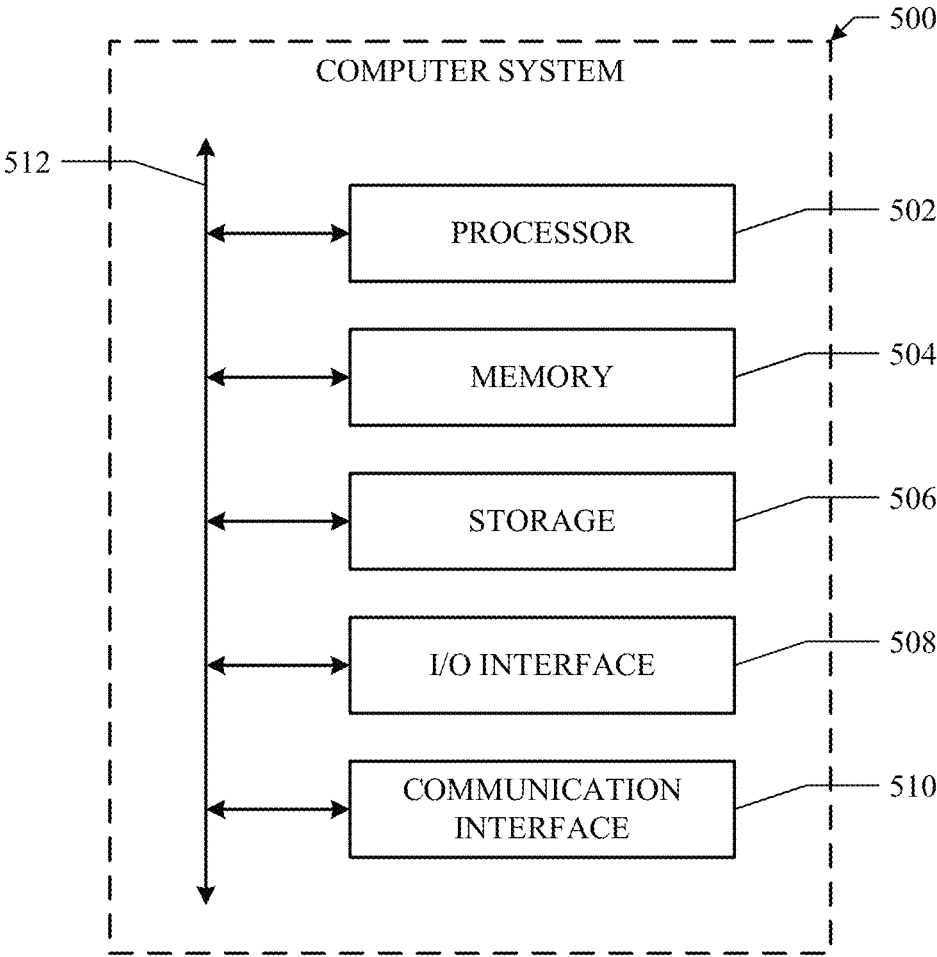 500
COMPUTER SYSTEM
512
PROCESSOR
502
MEMORY
504
STORAGE
506
I/O INTERFACE
508
COMMUNICATION
INTERFACE
510